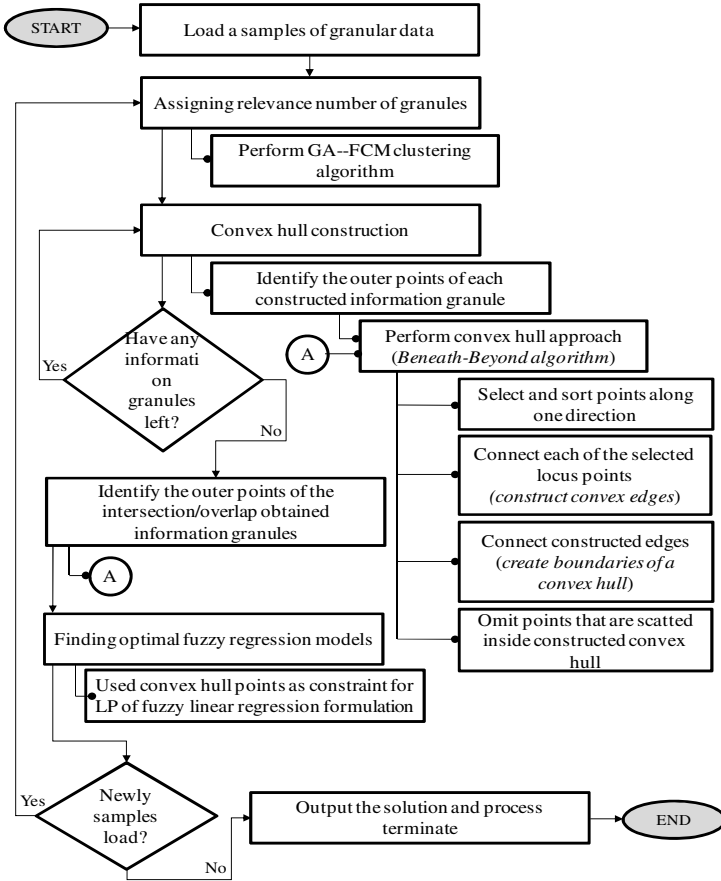 START
Load a samples of granular data
Assigning relevance number of granules
Perform GA--FCM clustering
algorithm
Convex hull construction
Identify the outer points of each
constructed information granule
Perform convex hull approach
(Beneath-Beyond algorithm)
A
Have any
informati
on
granules
left?
Yes
No
Select and sort points along
one direction
Connect each of the selected
locus points
(construct convex edges)
Connect constructed edges
(create boundaries of a
convex hull)
Omit points that are scatted
inside constructed convex
hull
Identify the outer points of the
intersection/overlap obtained
information granules
A
Finding optimal fuzzy regression models
Used convex hull points as constraint for
LP of fuzzy linear regression formulation
Newly
samples
load?
Yes
No
Output the solution and process
terminate
END